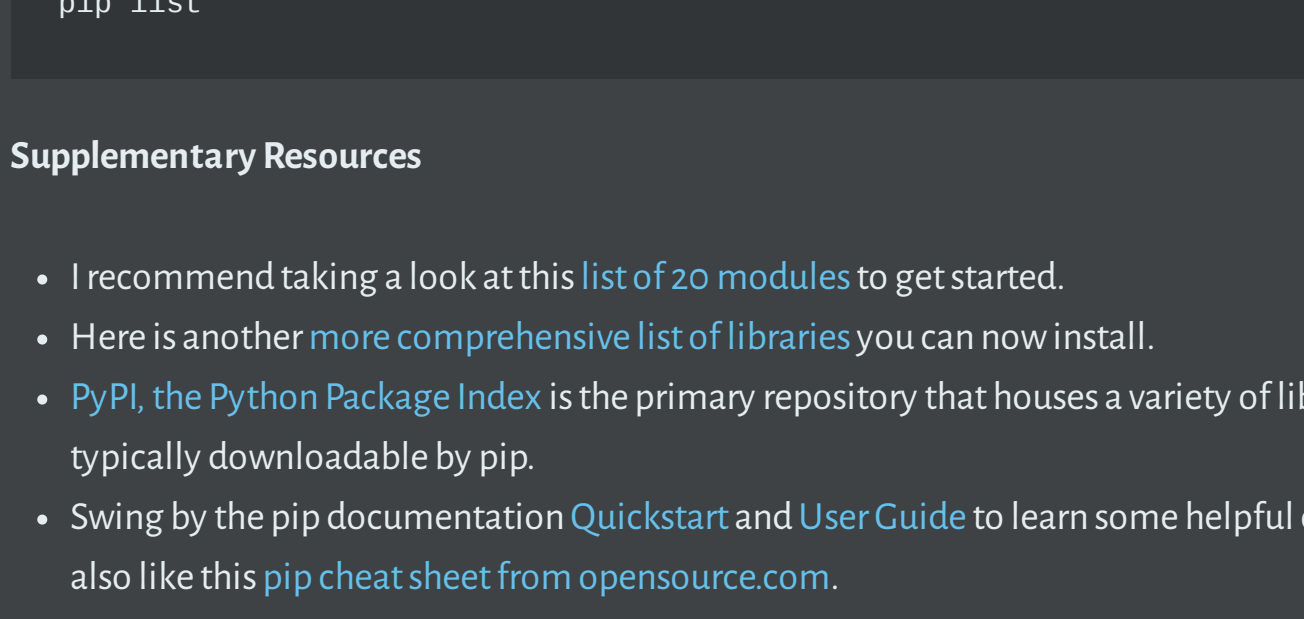 pip list
Supplementary Resources
• I recommend taking a look at this list of 20 modules to get started.
• Here is another more comprehensive list of libraries you can now install.
• PyPI, the Python Package Index is the primary repository that houses a variety of
typically downloadable by pip.
• Swing by the pip documentation Quickstart and User Guide to learn some helpful
also like this pip cheat sheet from opensource.com.